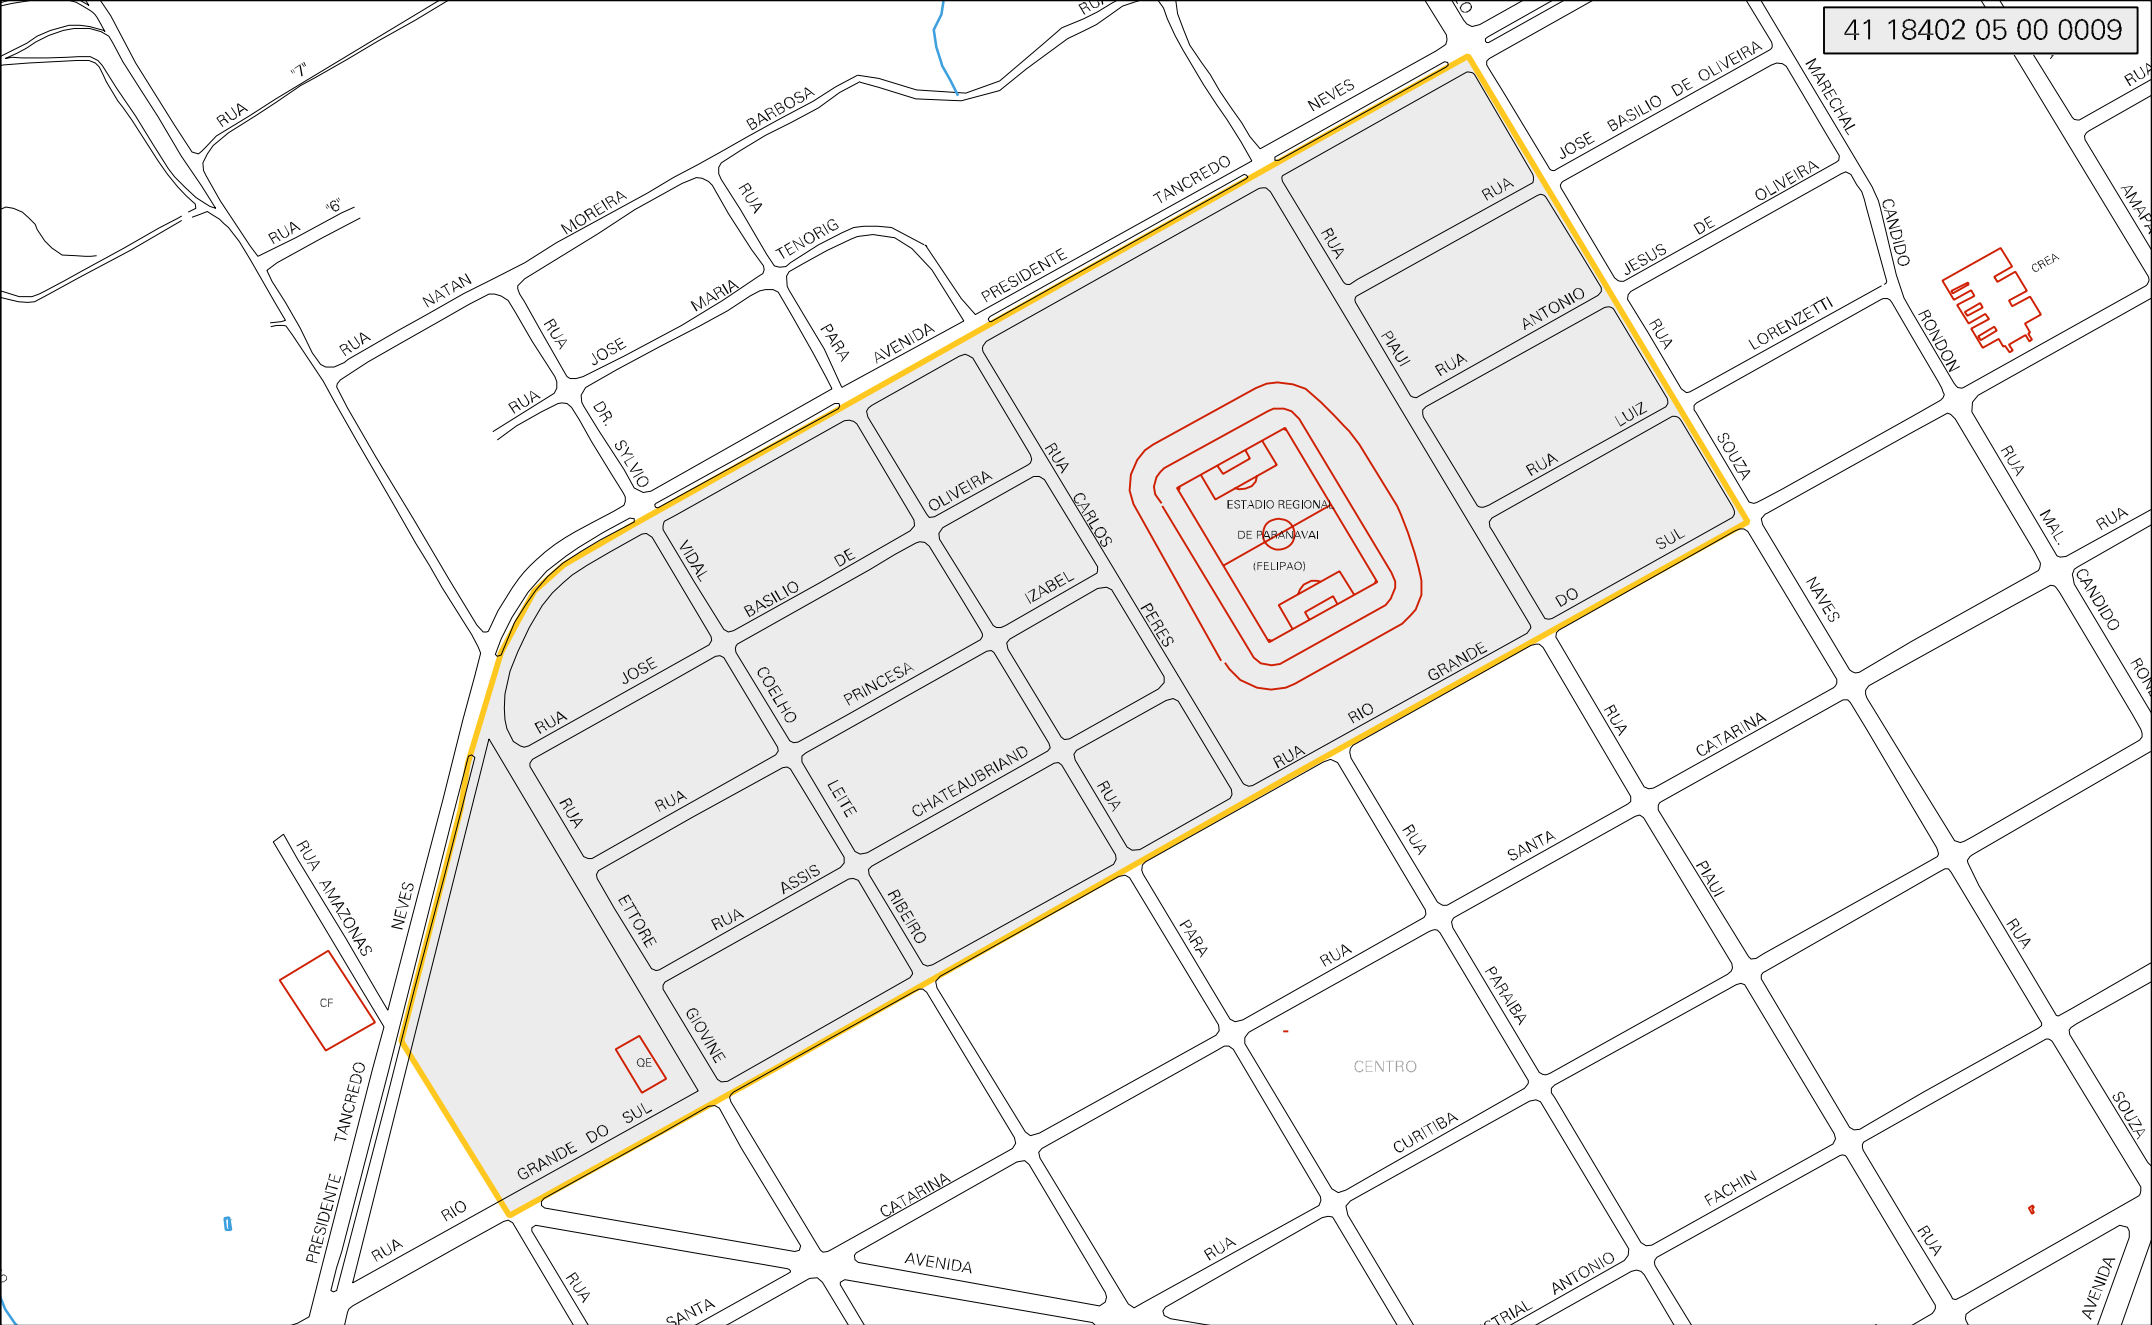 41 18402 05 00 0009
RUA
"7"
RUA
"6"
BARBOSA
MOREIRA
NATAN
RUA
RUA
RUA
TENORIG
MARIA
JOSE
RUA
RUA
PARA
AVENIDA
PRESIDENTE
TANCREDO
NEVES
DR.
SYLVIO
VIDAL
COELHO
LEITE
RIBEIRO
JOSE BASILIO DE OLIVEIRA
MARECHAL
CANDIDO
RONDON
RUA
AMAPA
CREA
JESUS DE OLIVEIRA
LORENZETTI
RUA
ANTONIO
RUA
LUIZ
RUA
RUA
PIAUI
RUA
SOUZA
NAVES
RUA
MAL.
CANDIDO
RUA
OLIVEIRA
DE
BASILIO
JOSE
RUA
IZABEL
PRINCESA
RUA
CHATEAUBRIAND
ASSIS
RUA
RUA
CARLOS
PERES
ESTADIO REGIONAL
DE PARANAVAI
(FELIPAO)
RUA
ETTORE
GIOVINE
RUA
PARA
RUA RIO GRANDE DO SUL
RUA
PARAIBA
RUA
PIAUI
RUA
SOUZA
RUA AMAZONAS
CF
QE
NEVES
TANCREDO
PRESIDENTE
RUA RIO GRANDE DO SUL
CATARINA
SANTA
RUA
CATARINA
SANTA
CENTRO
CURITIBA
RUA
FACHIN
ANTONIO
RUA
RUA
AVENIDA
AVENIDA